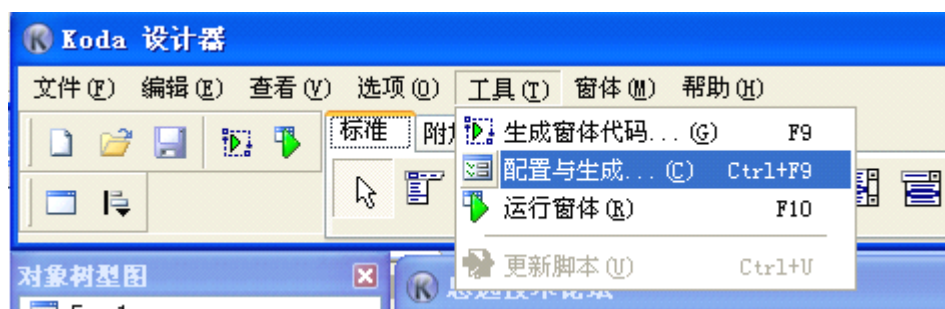 Koda 设计器
文件(F) 编辑(E) 查看(V) 选项(O) 工具(T) 窗体(M) 帮助(H)
标准
生成窗体代码...(G) F9
配置与生成...(C) Ctrl+F9
运行窗体(R) F10
更新脚本(U) Ctrl+U
对象树型图